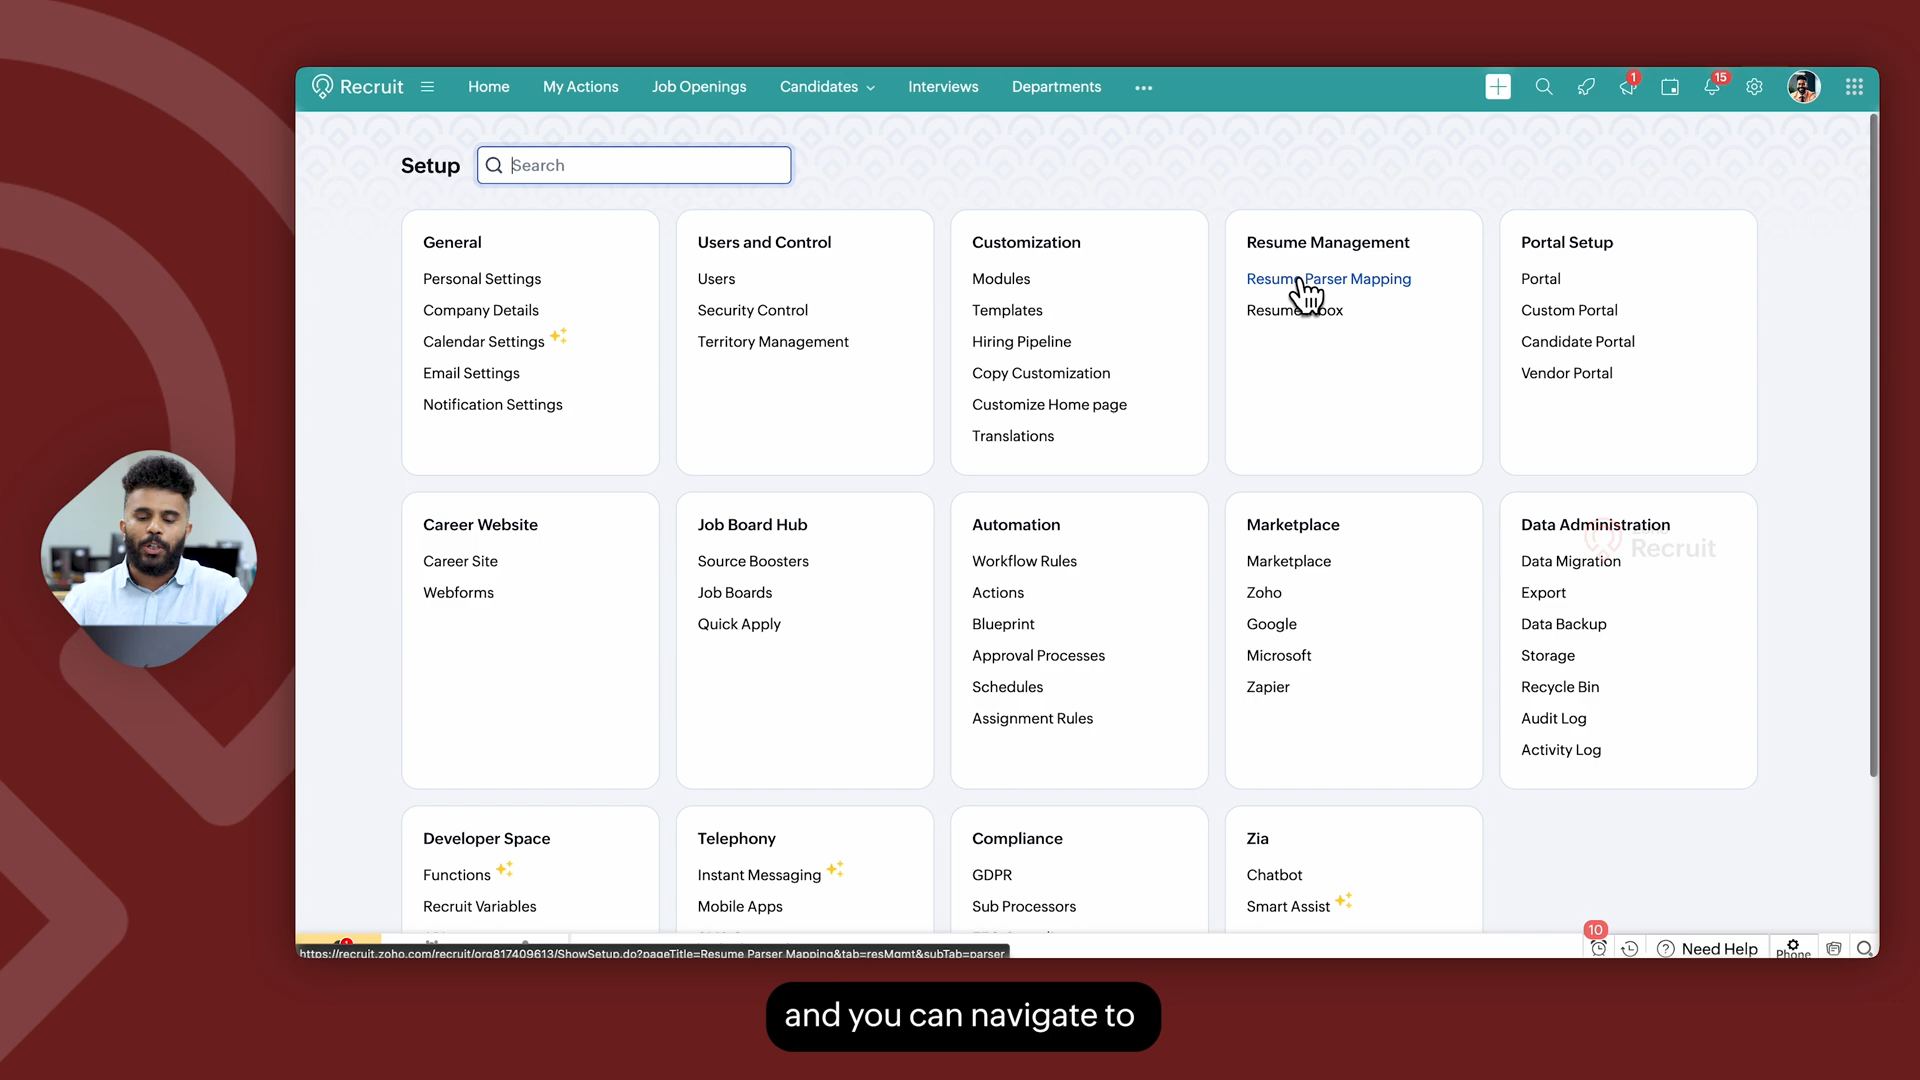 Recruit
Home
My Actions
Job Openings
Candidates
Interviews
Departments
1
15
Setup
Search
General
Personal Settings
Company Details
Calendar Settings
Email Settings
Notification Settings
Users and Control
Users
Security Control
Territory Management
Customization
Modules
Templates
Hiring Pipeline
Copy Customization
Customize Home page
Translations
Resume Management
Resume Parser Mapping
Resume
Portal Setup
Portal
Custom Portal
Candidate Portal
Vendor Portal
Career Website
Career Site
Webforms
Job Board Hub
Source Boosters
Job Boards
Quick Apply
Automation
Workflow Rules
Actions
Blueprint
Approval Processes
Schedules
Assignment Rules
Marketplace
Marketplace
Zoho
Google
Microsoft
Zapier
Data Administration
Recruit
Data Migration
Export
Data Backup
Storage
Recycle Bin
Audit Log
Activity Log
Developer Space
Functions
Recruit Variables
Telephony
Instant Messaging
Mobile Apps
Compliance
GDPR
Sub Processors
Zia
Chatbot
Smart Assist
https://recruit.zoho.com/recruit/org817409613/ShowSetup.do?pageTitle=Resume Parser Mapping&tab=resMgmt&subTab=parser
10
Need Help
Phone
and you can navigate to